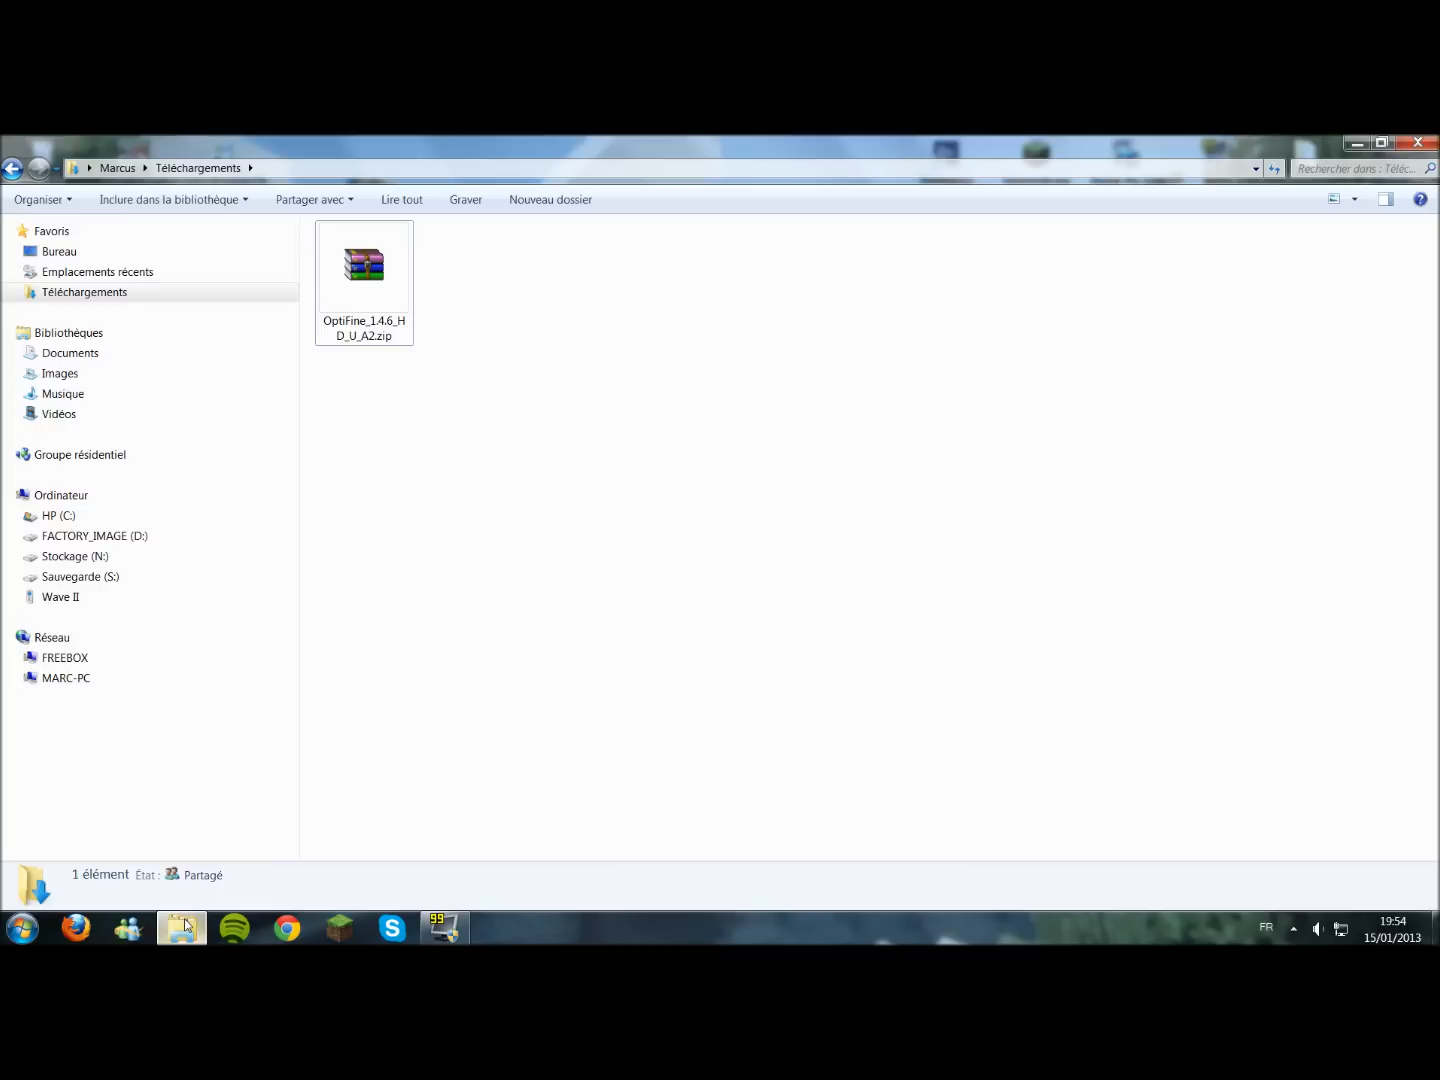 Marcus Téléchargements
Rechercher dans : Téléc...
Organiser Inclure dans la bibliothèque Partager avec Lire tout Graver Nouveau dossier
Favoris
Bureau
Emplacements récents
Téléchargements
Bibliothèques
Documents
Images
Musique
Vidéos
Groupe résidentiel
Ordinateur
HP (C:)
FACTORY_IMAGE (D:)
Stockage (N:)
Sauvegarde (S:)
Wave II
Réseau
FREEBOX
MARC-PC
OptiFine_1.4.6_H
D_U_A2.zip
1 élément État : Partagé
99
FR
19:54
15/01/2013